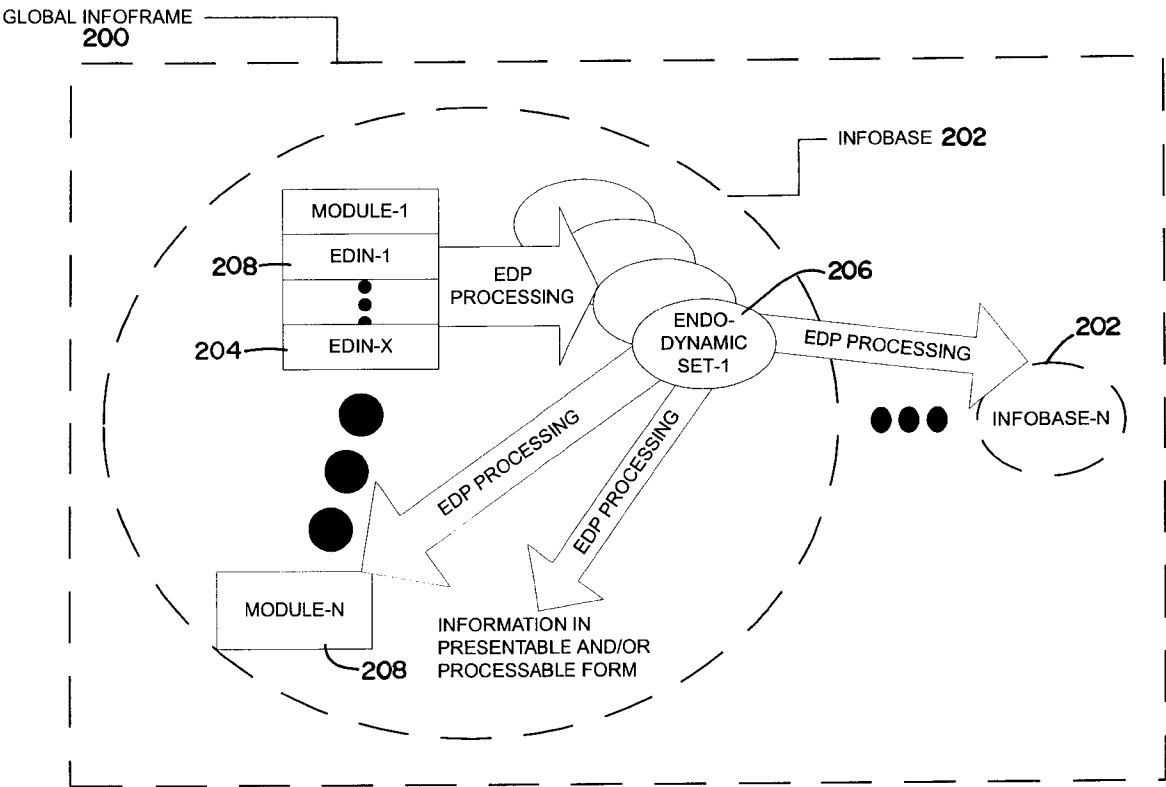 GLOBAL INFOFRAME
200
INFOBASE 202
MODULE-1
208
EDIN-1
EDP
PROCESSING
204
EDIN-X
206
ENDO-
DYNAMIC
SET-1
EDP PROCESSING
202
INFOBASE-N
EDP PROCESSING
EDP PROCESSING
MODULE-N
208
INFORMATION IN
PRESENTABLE AND/OR
PROCESSABLE FORM